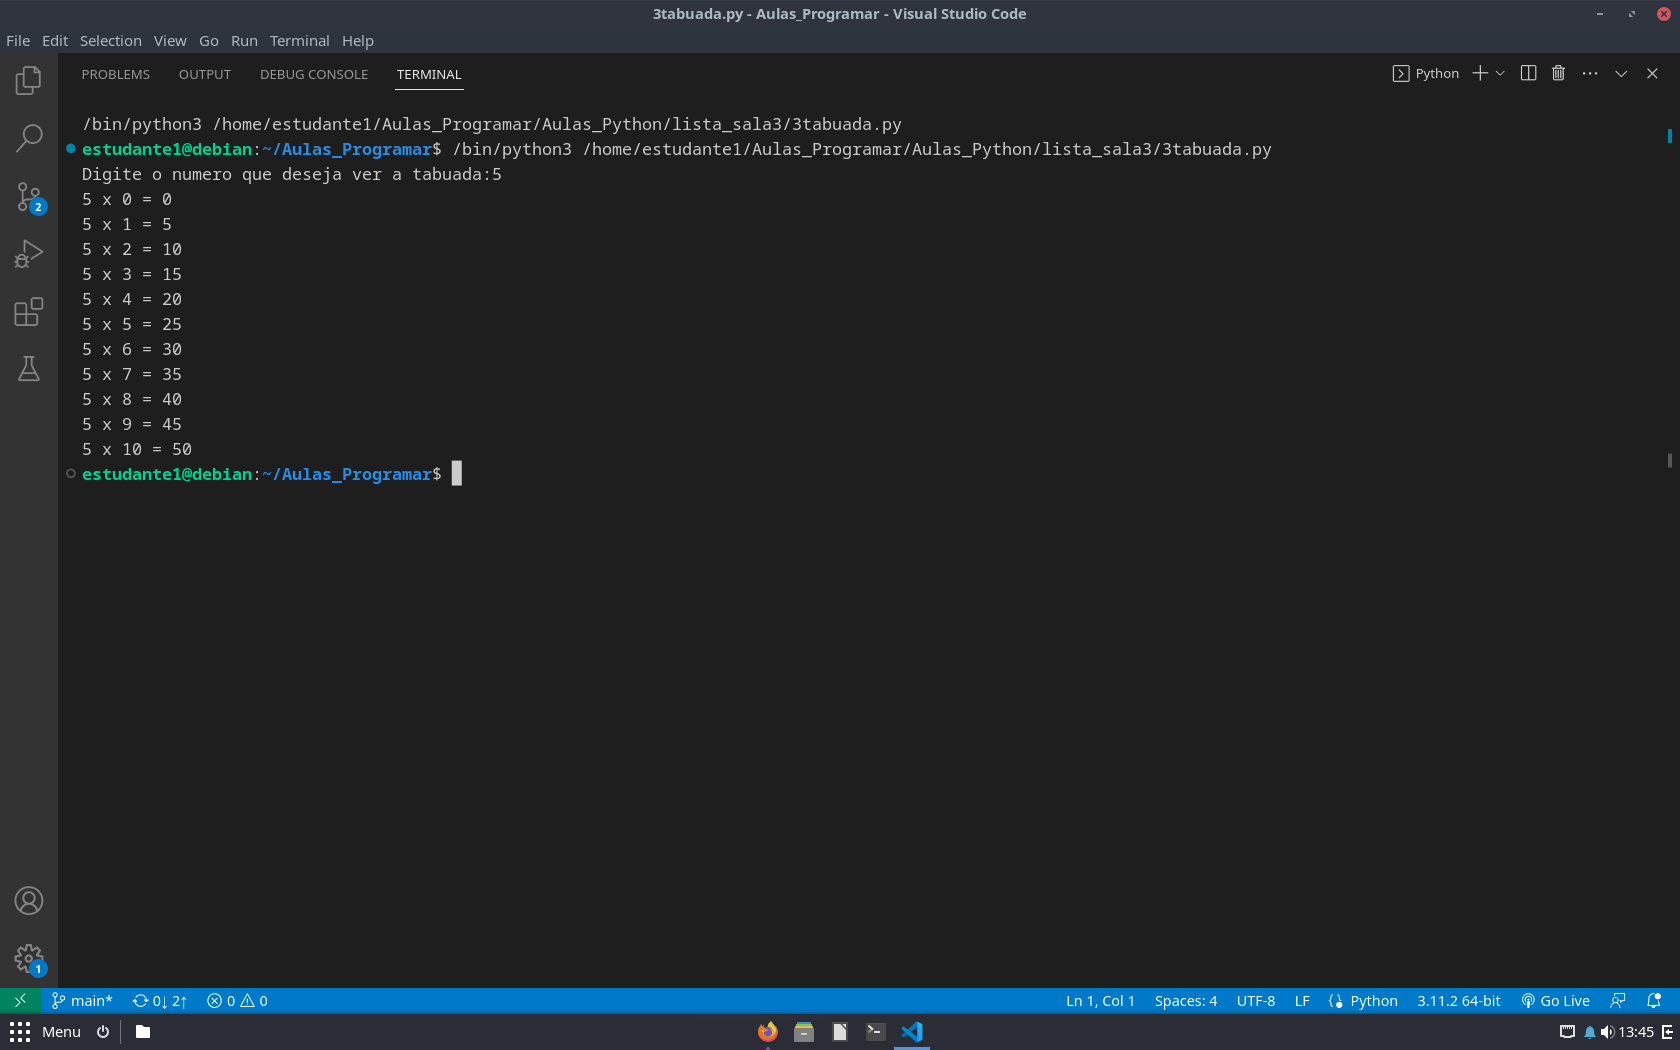 3tabuada.py - Aulas_Programar - Visual Studio Code
File Edit Selection View Go Run Terminal Help
PROBLEMS OUTPUT DEBUG CONSOLE TERMINAL Python
/bin/python3 /home/estudante1/Aulas_Programar/Aulas_Python/lista_sala3/3tabuada.py
estudante1@debian:~/Aulas_Programar$ /bin/python3 /home/estudante1/Aulas_Programar/Aulas_Python/lista_sala3/3tabuada.py
Digite o numero que deseja ver a tabuada:5
5 x 0 = 0
5 x 1 = 5
5 x 2 = 10
5 x 3 = 15
5 x 4 = 20
5 x 5 = 25
5 x 6 = 30
5 x 7 = 35
5 x 8 = 40
5 x 9 = 45
5 x 10 = 50
estudante1@debian:~/Aulas_Programar$
2
1
main* 0↓ 2↑ 0 0 Ln 1, Col 1 Spaces: 4 UTF-8 LF Python 3.11.2 64-bit Go Live
Menu 13:45